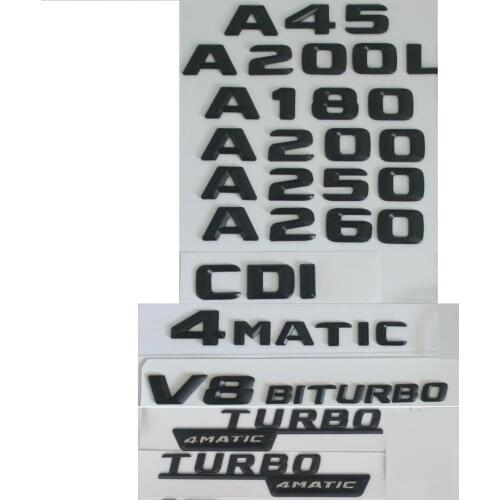 A45
A200L
A180
A200
A250
A260
CDI
4MATIC
V8 BITURBO
TURBO
4MATIC
TURBO
4MATIC